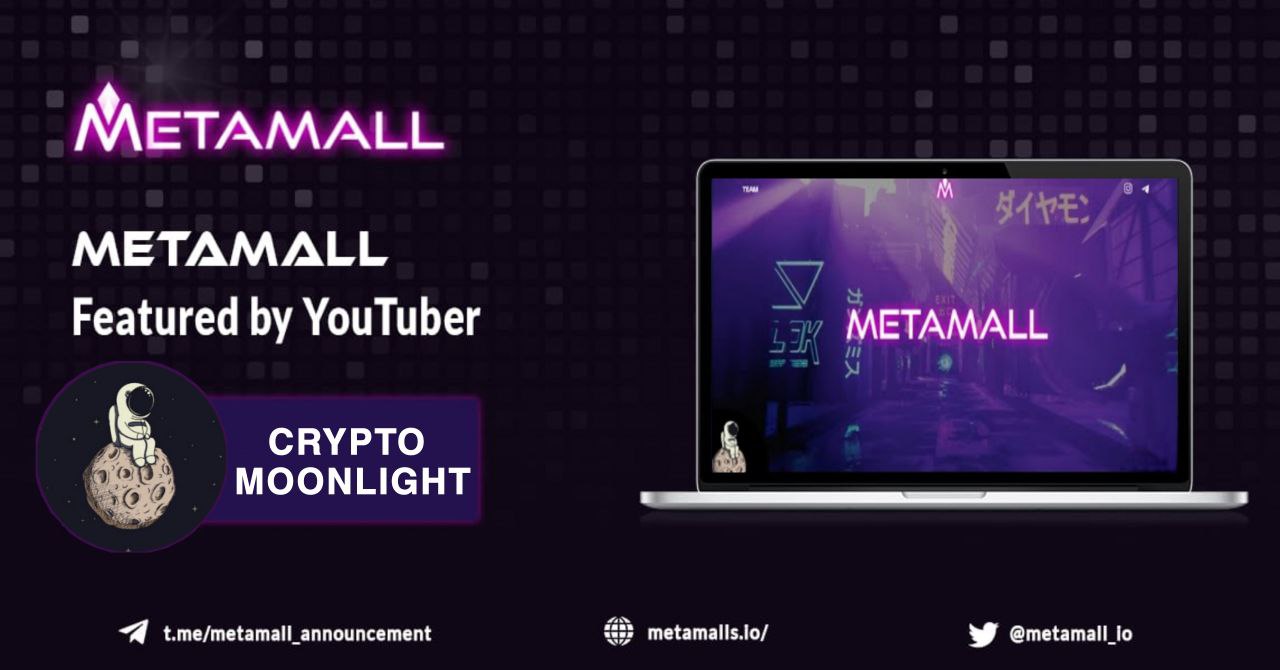 METAMALL
METAMALL
Featured by YouTuber
CRYPTO
MOONLIGHT
TEAM
M
ダイヤモン
EXIT
METAMALL
t.me/metamall_announcement
metamalls.io/
@metamall_io